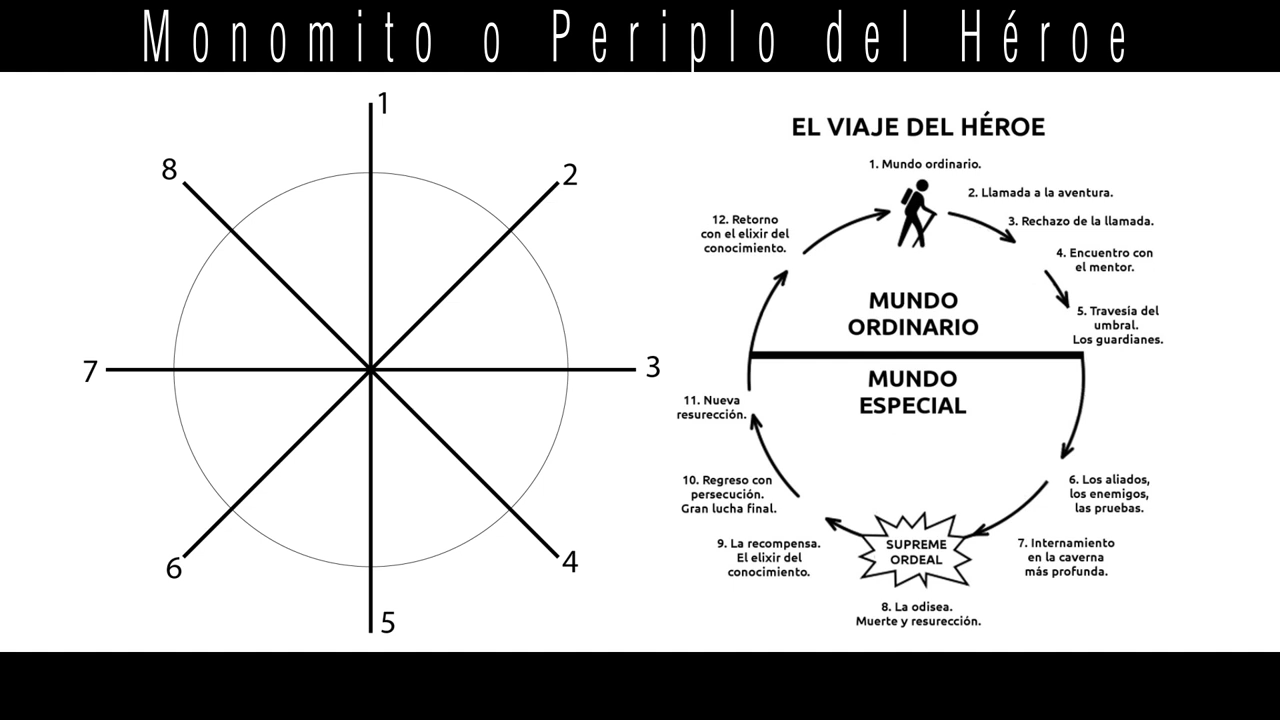 Monomito o Periplo del Héroe
1
2
3
4
5
6
7
8
EL VIAJE DEL HÉROE
1. Mundo ordinario.
2. Llamada a la aventura.
3. Rechazo de la llamada.
4. Encuentro con
el mentor.
5. Travesía del
umbral.
Los guardianes.
MUNDO
ORDINARIO
MUNDO
ESPECIAL
6. Los aliados,
los enemigos,
las pruebas.
7. Internamiento
en la caverna
más profunda.
SUPREME
ORDEAL
8. La odisea.
Muerte y resurección.
9. La recompensa.
El elixir del
conocimiento.
10. Regreso con
persecución.
Gran lucha final.
11. Nueva
resurección.
12. Retorno
con el elixir del
conocimiento.